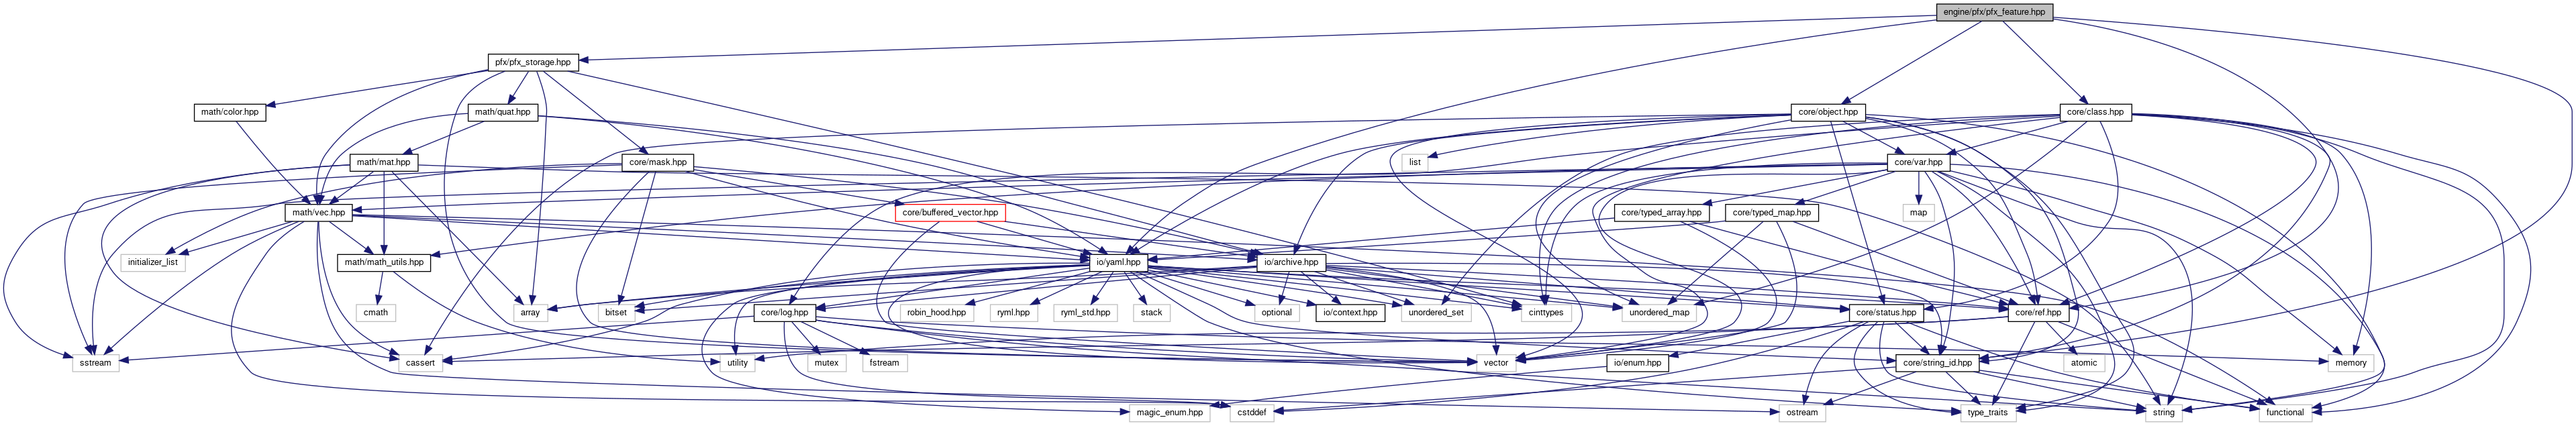 engine/pfx/pfx_feature.hpp
pfx/pfx_storage.hpp
math/color.hpp
math/quat.hpp
core/object.hpp
core/class.hpp
math/mat.hpp
core/mask.hpp
list
core/var.hpp
math/vec.hpp
core/buffered_vector.hpp
core/typed_array.hpp
core/typed_map.hpp
map
initializer_list
math/math_utils.hpp
io/yaml.hpp
io/archive.hpp
cmath
array
bitset
core/log.hpp
robin_hood.hpp
ryml.hpp
ryml_std.hpp
stack
optional
io/context.hpp
unordered_set
cinttypes
unordered_map
core/status.hpp
core/ref.hpp
sstream
cassert
utility
mutex
fstream
vector
io/enum.hpp
core/string_id.hpp
atomic
memory
magic_enum.hpp
cstddef
ostream
type_traits
string
functional